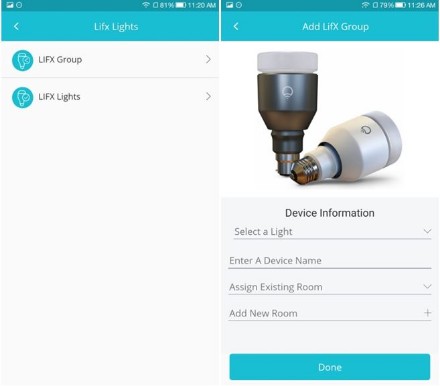 81% 11:20 AM
Lifx Lights
LIFX Group
LIFX Lights
79% 11:26 AM
Add LifX Group
Device Information
Select a Light
Enter A Device Name
Assign Existing Room
Add New Room
Done